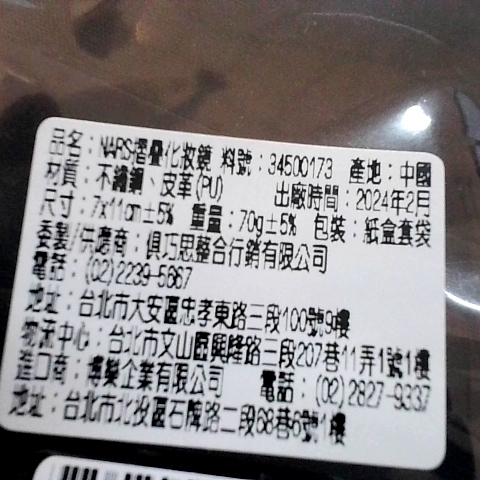 品名：NARS摺疊化妝鏡 料號：34500173 產地：中國
材質：不鏽鋼、皮革(PU) 出廠時間：2024年2月
尺寸：7x11cm±5% 重量：70g±5% 包裝：紙盒套袋
委製/供應商：俱巧思整合行銷有限公司
電話：(02)2239-5667
地址：台北市大安區忠孝東路三段100號9樓
物流中心：台北市文山區興隆路三段207巷11弄1號1樓
進口商：博樂企業有限公司 電話：(02)2827-9337
地址：台北市北投區石牌路二段68巷6號1樓